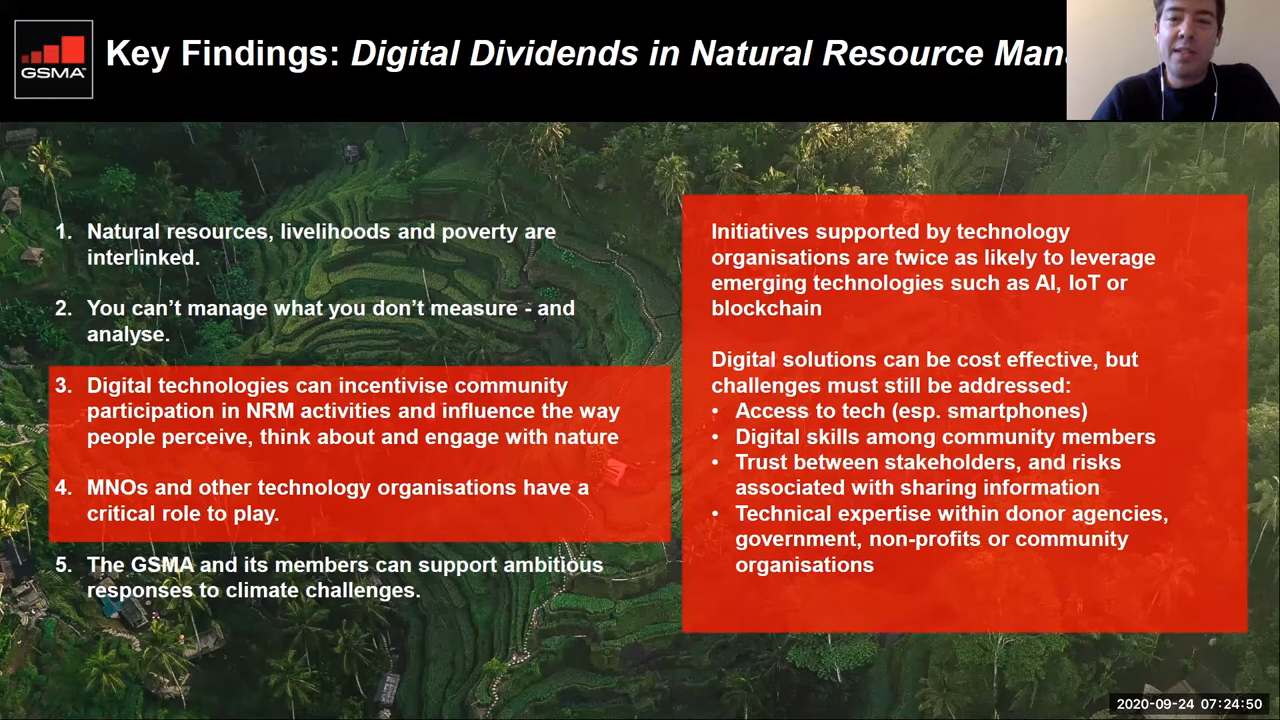 GSMA
Key Findings: Digital Dividends in Natural Resource
1. Natural resources, livelihoods and poverty are
interlinked.
2. You can’t manage what you don’t measure - and
analyse.
3. Digital technologies can incentivise community
participation in NRM activities and influence the way
people perceive, think about and engage with nature
4. MNOs and other technology organisations have a
critical role to play.
5. The GSMA and its members can support ambitious
responses to climate challenges.
Initiatives supported by technology
organisations are twice as likely to leverage
emerging technologies such as AI, IoT or
blockchain
Digital solutions can be cost effective, but
challenges must still be addressed:
• Access to tech (esp. smartphones)
• Digital skills among community members
• Trust between stakeholders, and risks
associated with sharing information
• Technical expertise within donor agencies,
government, non-profits or community
organisations
2020-09-24 07:24:50